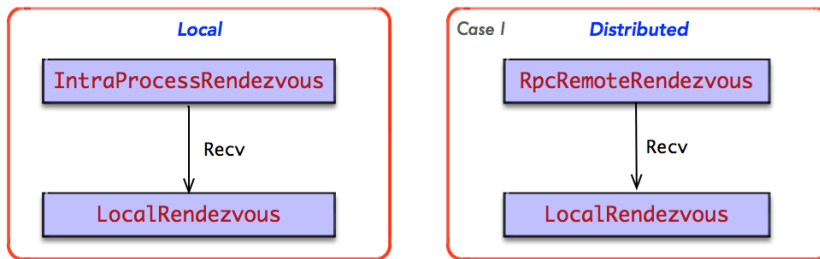 Local
IntraProcessRendezvous
Recv
LocalRendezvous
Case I
Distributed
RpcRemoteRendezvous
Recv
LocalRendezvous